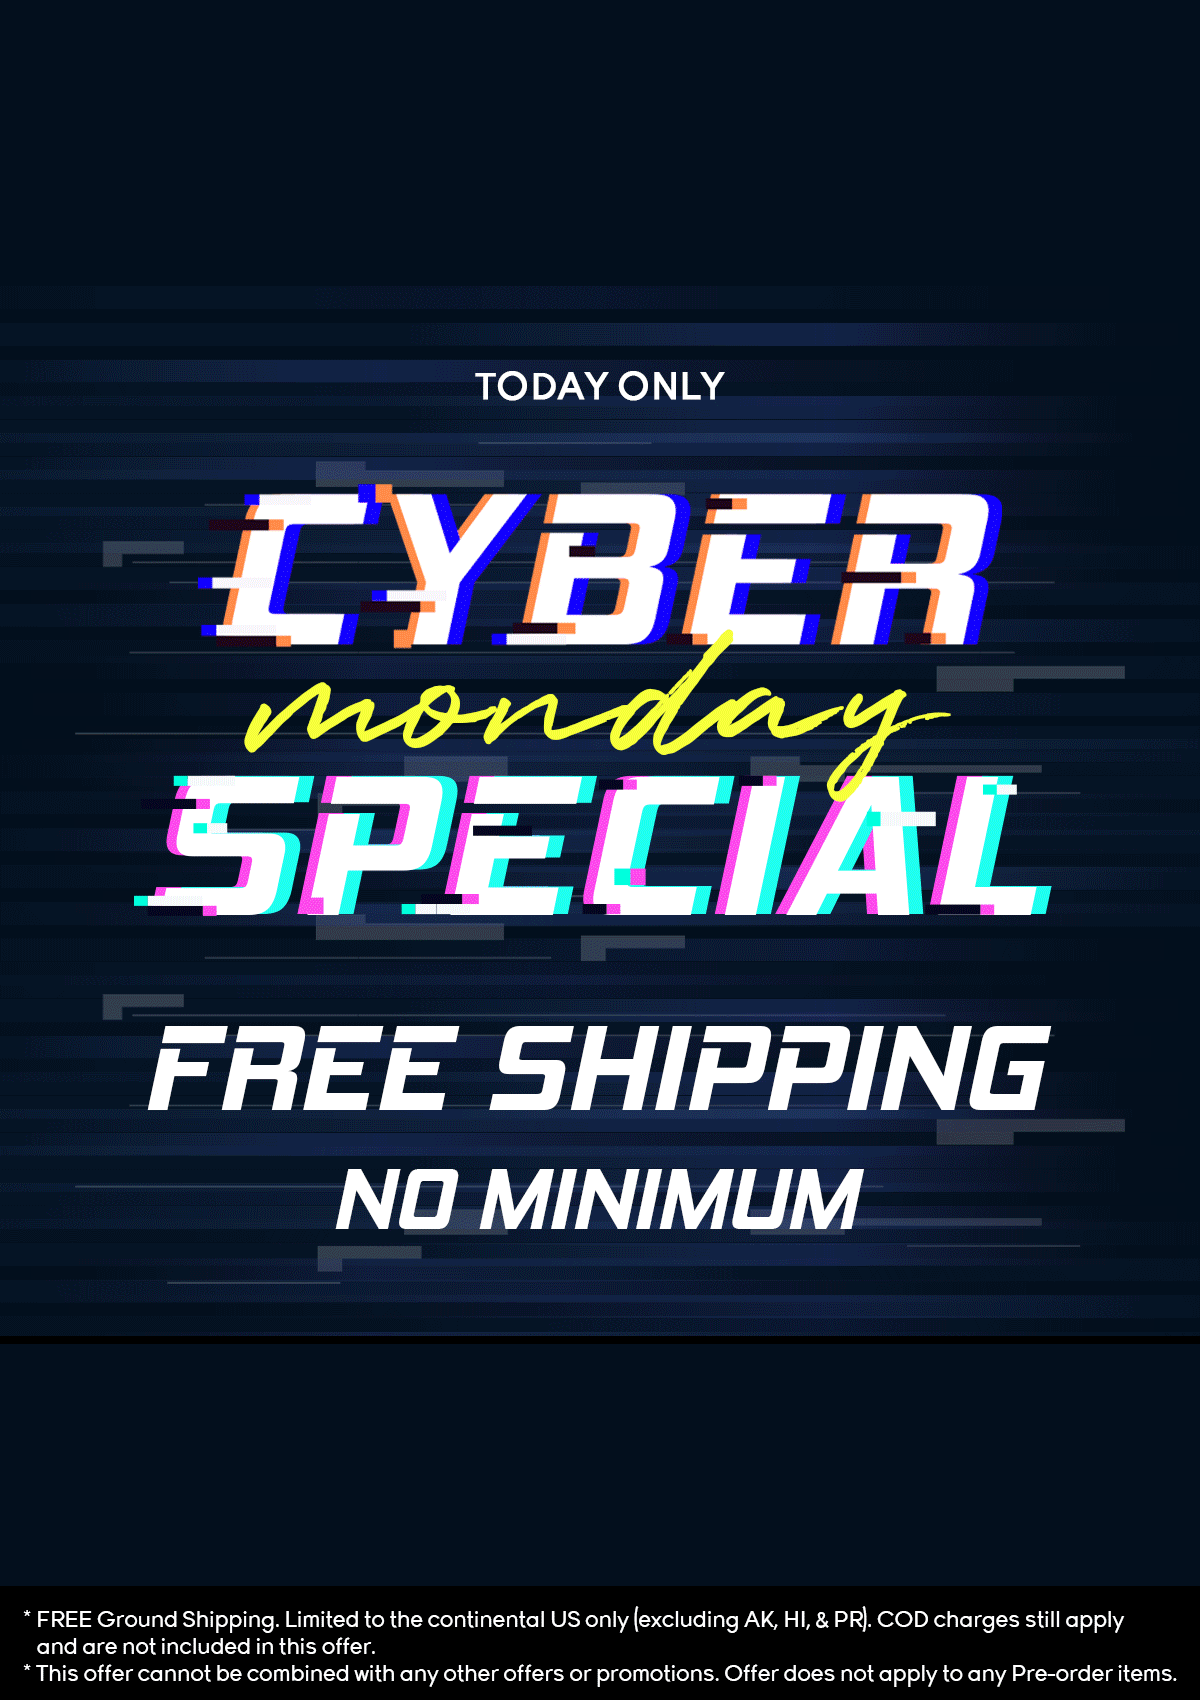 TODAY ONLY
CYBER
monday
SPECIAL
FREE SHIPPING
NO MINIMUM
* FREE Ground Shipping. Limited to the continental US only (excluding AK, HI, & PR). COD charges still apply
and are not included in this offer.
* This offer cannot be combined with any other offers or promotions. Offer does not apply to any Pre-order items.